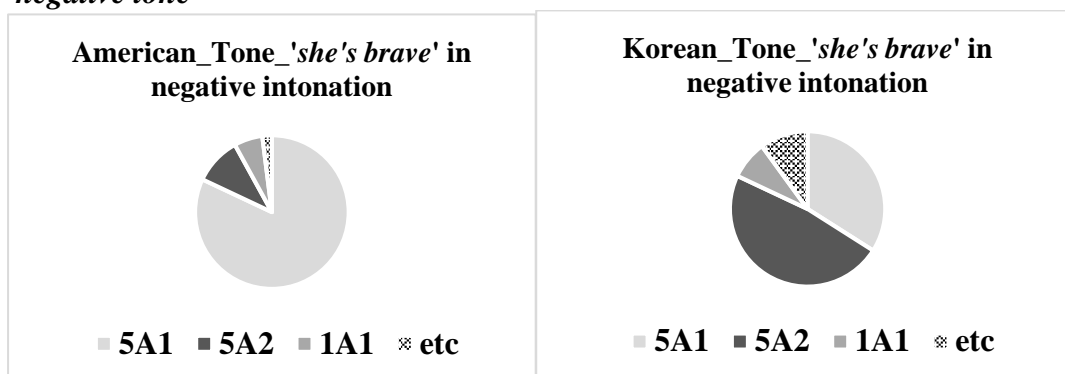 negative tone
American_Tone_'she's brave' in
negative intonation
5A1 5A2 1A1 etc
Korean_Tone_'she's brave' in
negative intonation
5A1 5A2 1A1 etc